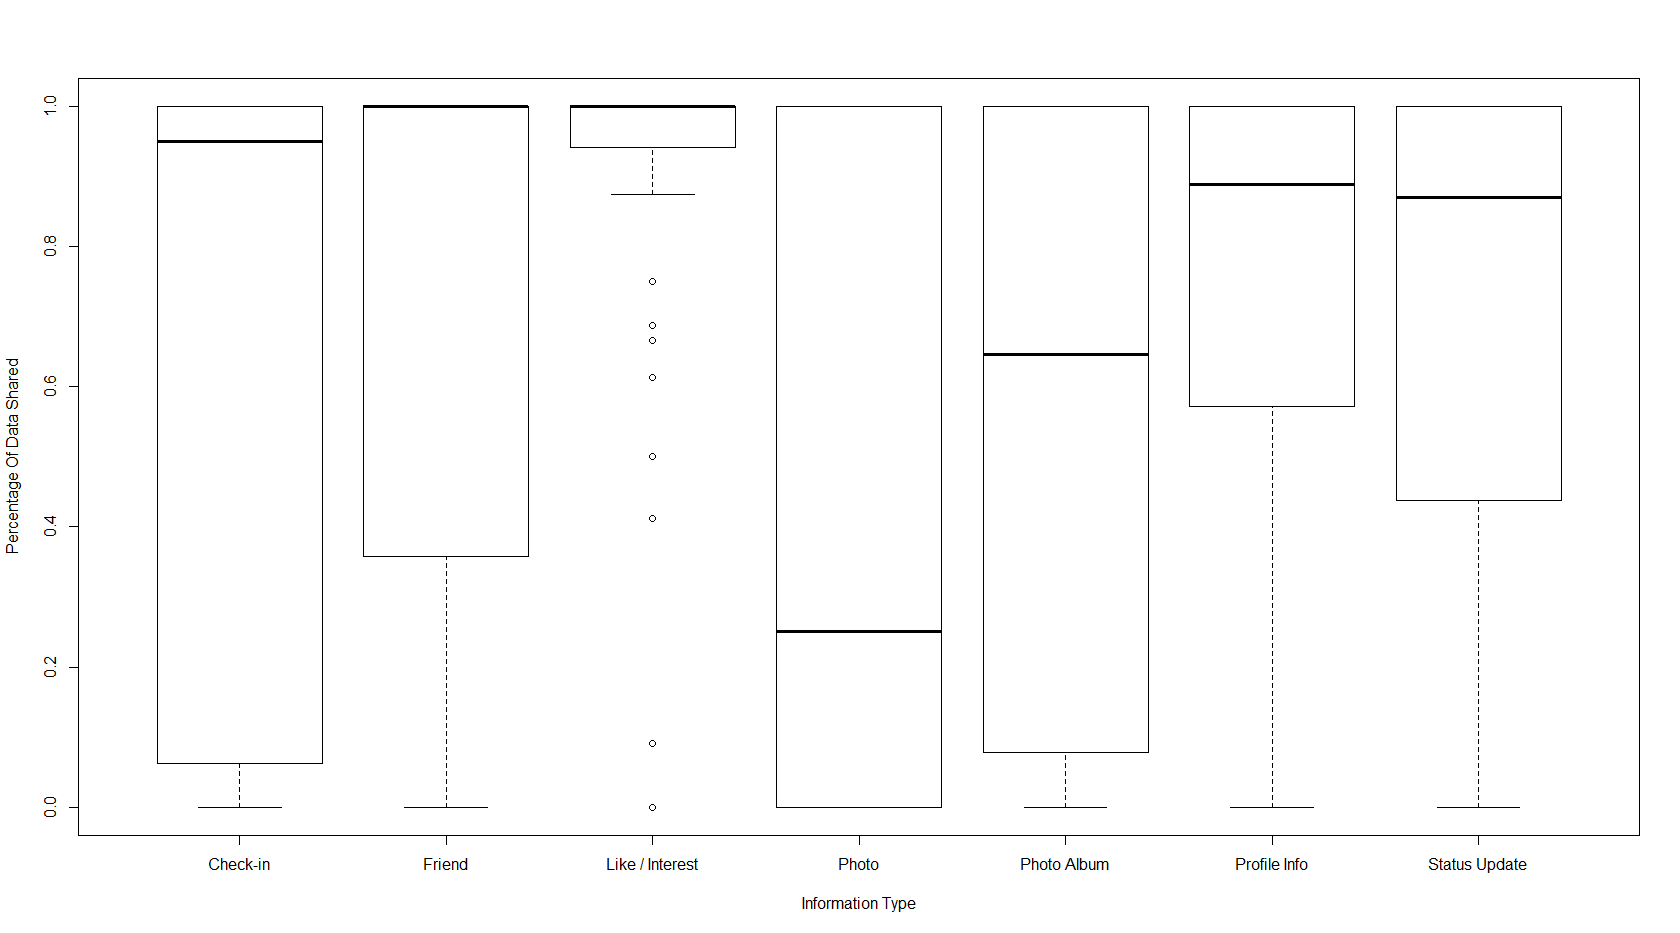 Percentage Of Data Shared
1.0
0.8
0.6
0.4
0.2
0.0
Check-in Friend Like / Interest Photo Photo Album Profile Info Status Update
Information Type